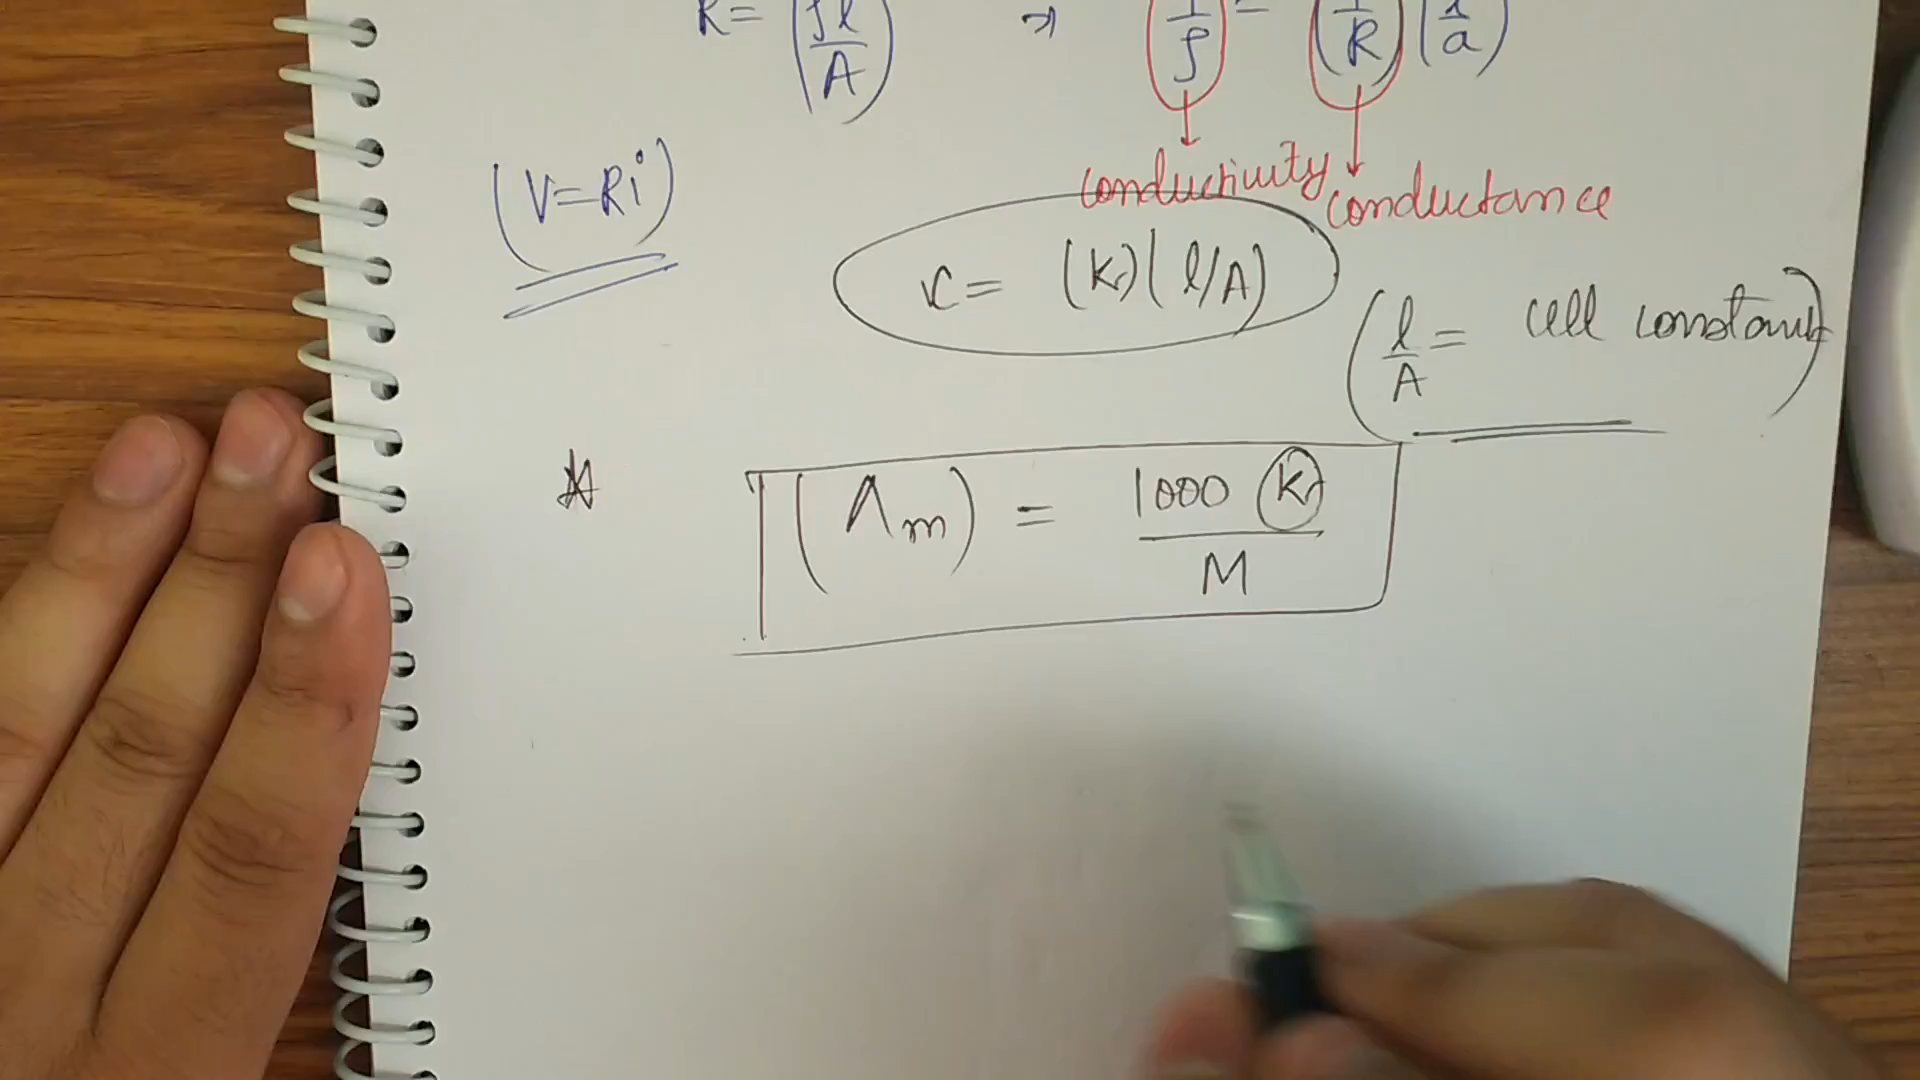 R = (ρl/A) ⇒ (1/ρ) = (1/R) (l/a)
conductivity conductance
(V=Ri)
K = (K)(l/A)
(l/A = cell constant)
(Λm) = 1000 (K) / M